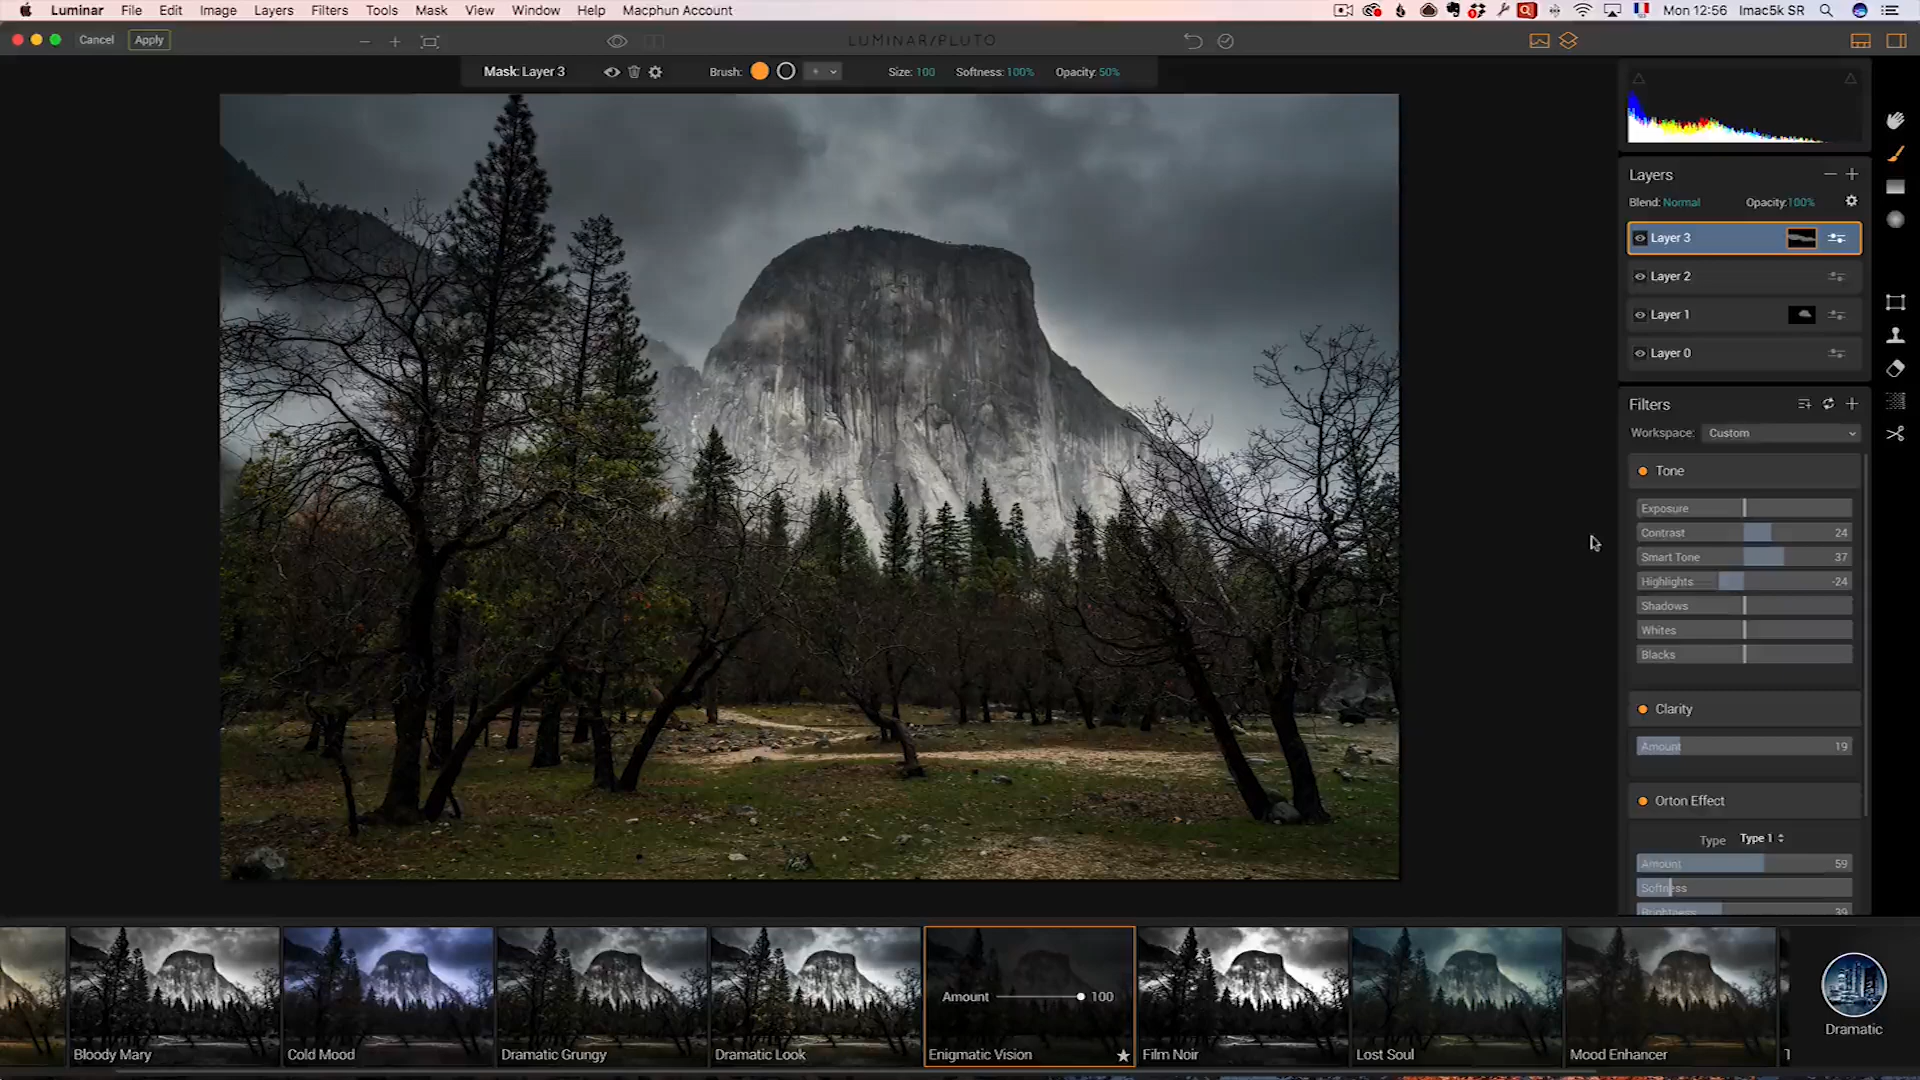 Luminar File Edit Image Layers Filters Tools Mask View Window Help Macphun Account Mon 12:56 Imac5k SR
Cancel Apply LUMINAR/PLUTO
Mask: Layer 3 Brush: Size: 100 Softness: 100% Opacity: 50%
Layers
Blend: Normal Opacity: 100%
Layer 3
Layer 2
Layer 1
Layer 0
Filters
Workspace: Custom
Tone
Exposure
Contrast 24
Smart Tone 37
Highlights -24
Shadows
Whites
Blacks
Clarity
Amount 19
Orton Effect
Type Type 1
Amount 59
Softness
Brightness 39
Amount 100
Bloody Mary Cold Mood Dramatic Grungy Dramatic Look Enigmatic Vision Film Noir Lost Soul Mood Enhancer T
Dramatic